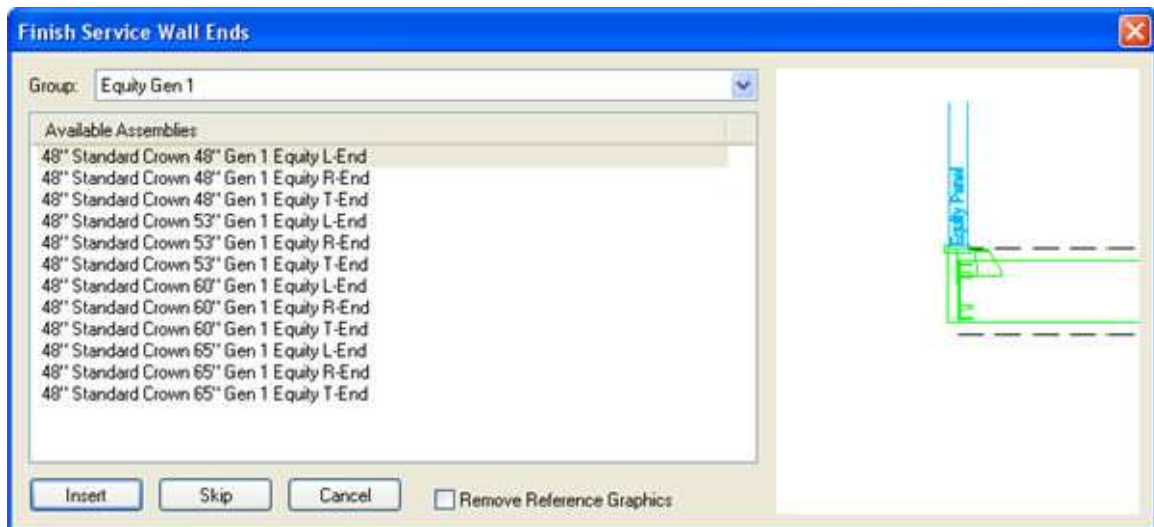 Finish Service Wall Ends
Group: Equity Gen 1
Available Assemblies
48" Standard Crown 48" Gen 1 Equity L-End
48" Standard Crown 48" Gen 1 Equity R-End
48" Standard Crown 48" Gen 1 Equity T-End
48" Standard Crown 53" Gen 1 Equity L-End
48" Standard Crown 53" Gen 1 Equity R-End
48" Standard Crown 53" Gen 1 Equity T-End
48" Standard Crown 60" Gen 1 Equity L-End
48" Standard Crown 60" Gen 1 Equity R-End
48" Standard Crown 60" Gen 1 Equity T-End
48" Standard Crown 65" Gen 1 Equity L-End
48" Standard Crown 65" Gen 1 Equity R-End
48" Standard Crown 65" Gen 1 Equity T-End
Equity Panel
Insert Skip Cancel Remove Reference Graphics